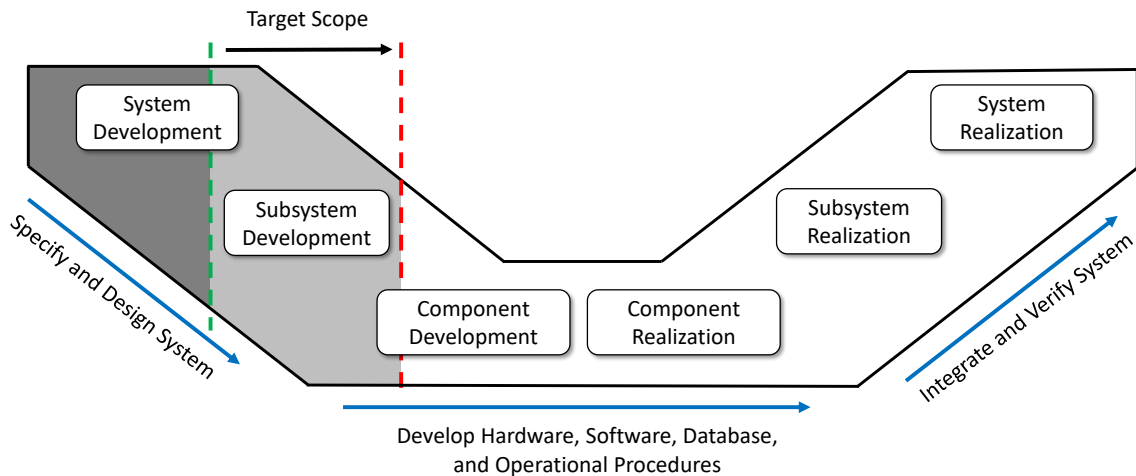 Target Scope
System
Development
System
Realization
Subsystem
Development
Subsystem
Realization
Specify and Design System
Component
Development
Component
Realization
Integrate and Verify System
Develop Hardware, Software, Database,
and Operational Procedures